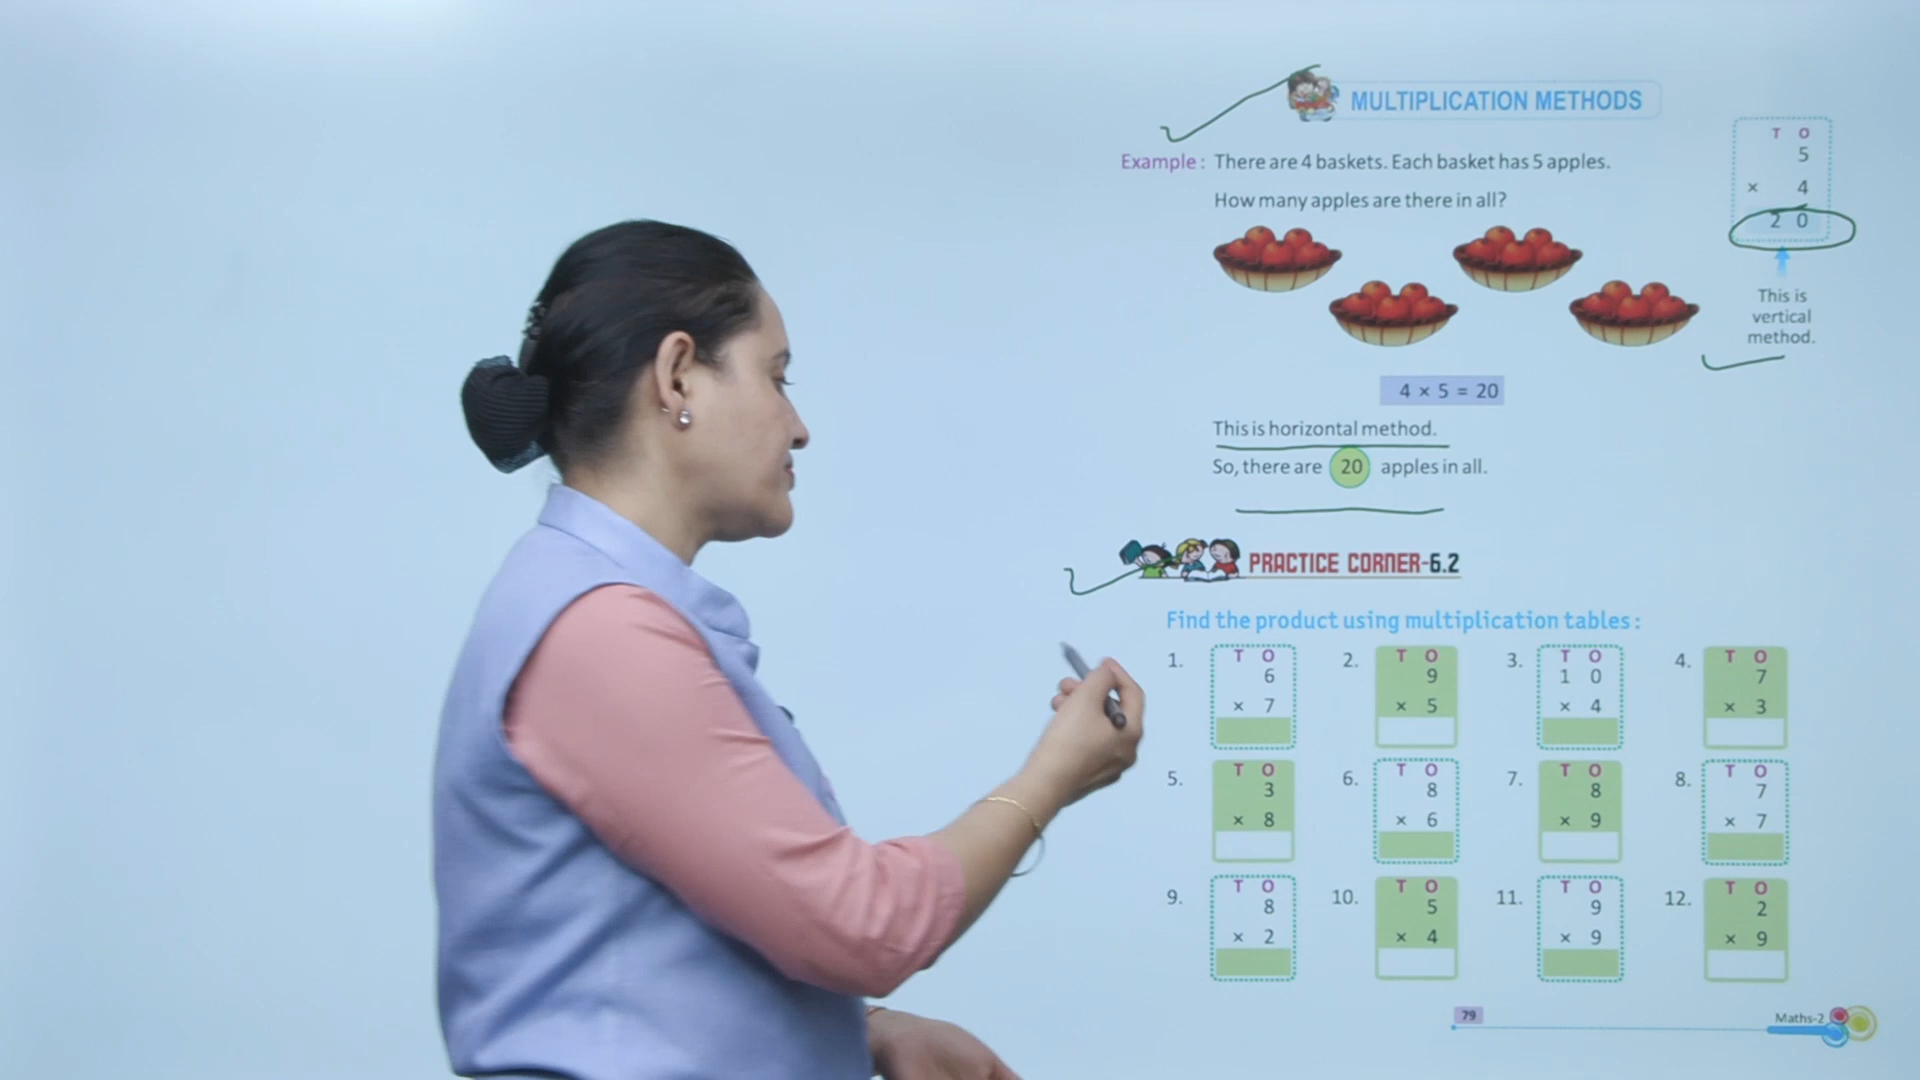 MULTIPLICATION METHODS
Example : There are 4 baskets. Each basket has 5 apples.
How many apples are there in all?
T O
5
× 4
2 0
This is
vertical
method.
4 × 5 = 20
This is horizontal method.
So, there are 20 apples in all.
PRACTICE CORNER-6.2
Find the product using multiplication tables :
1.
T O
6
× 7
2.
T O
9
× 5
3.
T O
1 0
× 4
4.
T O
7
× 3
5.
T O
3
× 8
6.
T O
8
× 6
7.
T O
8
× 9
8.
T O
7
× 7
9.
T O
8
× 2
10.
T O
5
× 4
11.
T O
9
× 9
12.
T O
2
× 9
79
Maths-2